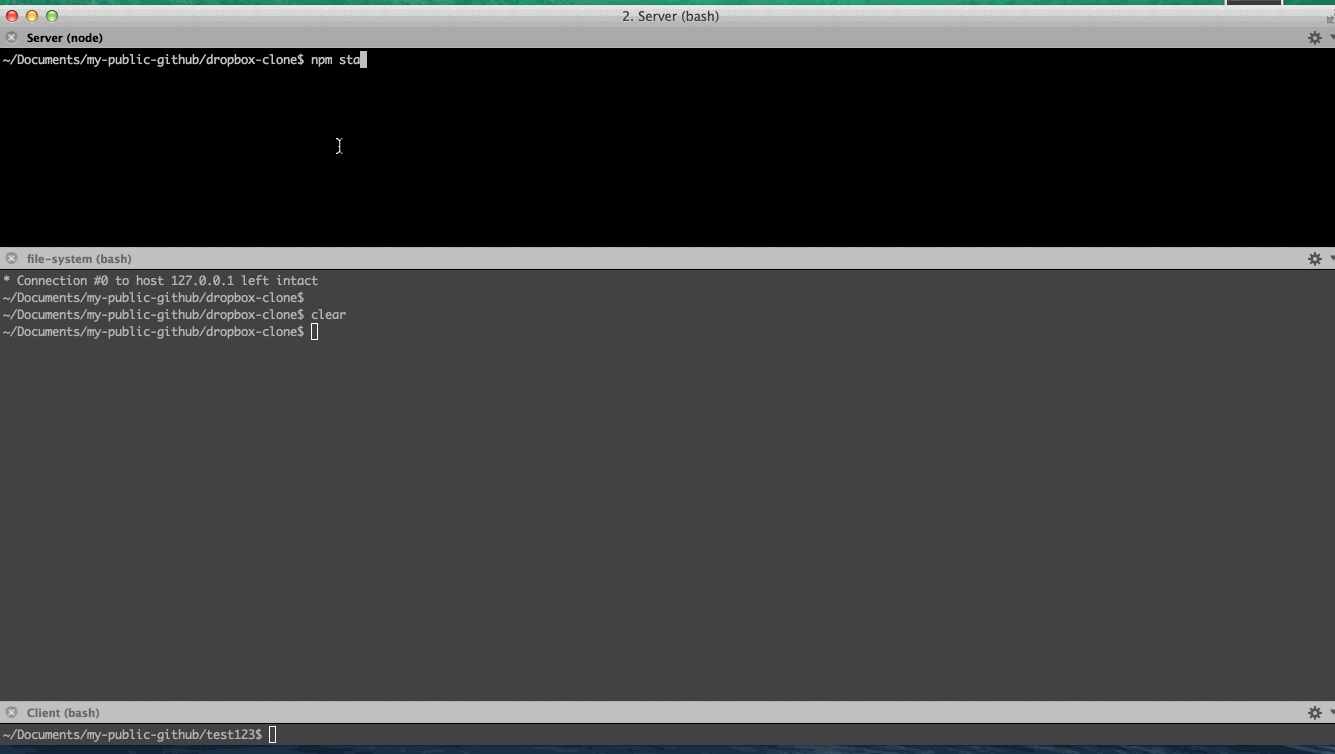 2. Server (bash)
Server (node)
~/Documents/my-public-github/dropbox-clone$ npm sta
file-system (bash)
* Connection #0 to host 127.0.0.1 left intact
~/Documents/my-public-github/dropbox-clone$
~/Documents/my-public-github/dropbox-clone$ clear
~/Documents/my-public-github/dropbox-clone$
Client (bash)
~/Documents/my-public-github/test123$